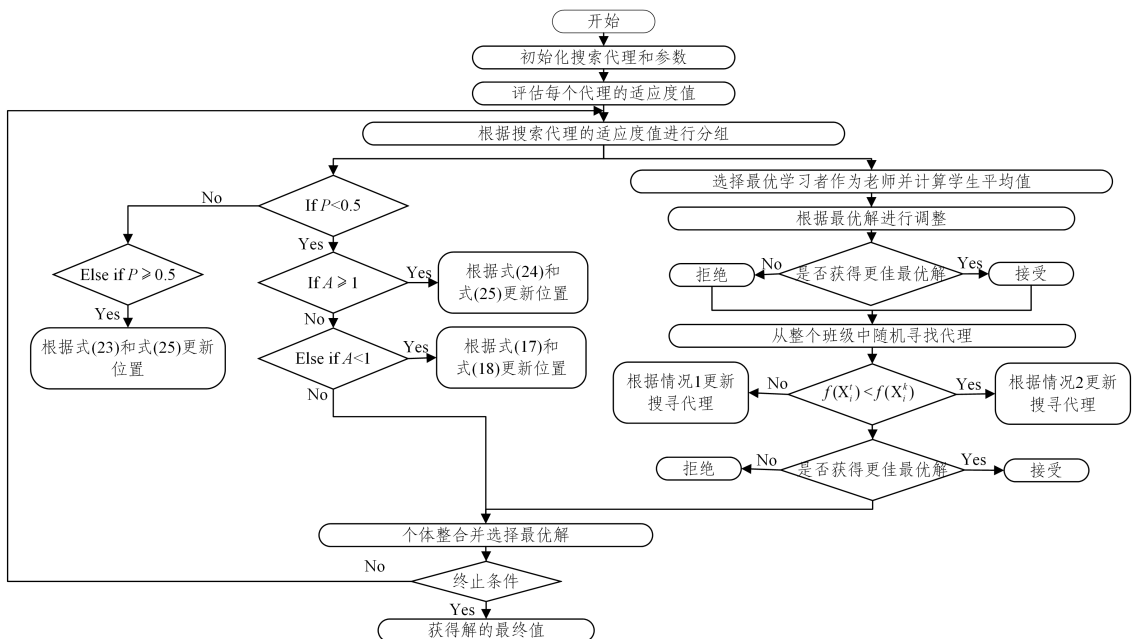 开始
初始化搜索代理和参数
评估每个代理的适应度值
根据搜索代理的适应度值进行分组
No
If P<0.5
Yes
Else if P⩾0.5
Yes
根据式(23)和式(25)更新
位置
If A⩾1
Yes
根据式(24)和
式(25)更新位置
No
Else if A<1
Yes
根据式(17)和
式(18)更新位置
No
选择最优学习者作为老师并计算学生平均值
根据最优解进行调整
拒绝
No
是否获得更佳最优解
Yes
接受
从整个班级中随机寻找代理
根据情况1更新
搜寻代理
No
f(X_i^t)<f(X_i^k)
Yes
根据情况2更新
搜寻代理
拒绝
No
是否获得更佳最优解
Yes
接受
个体整合并选择最优解
No
终止条件
Yes
获得解的最终值